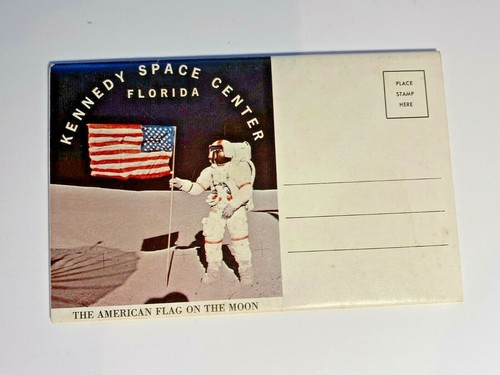 KENNEDY SPACE CENTER
FLORIDA
PLACE
STAMP
HERE
THE AMERICAN FLAG ON THE MOON